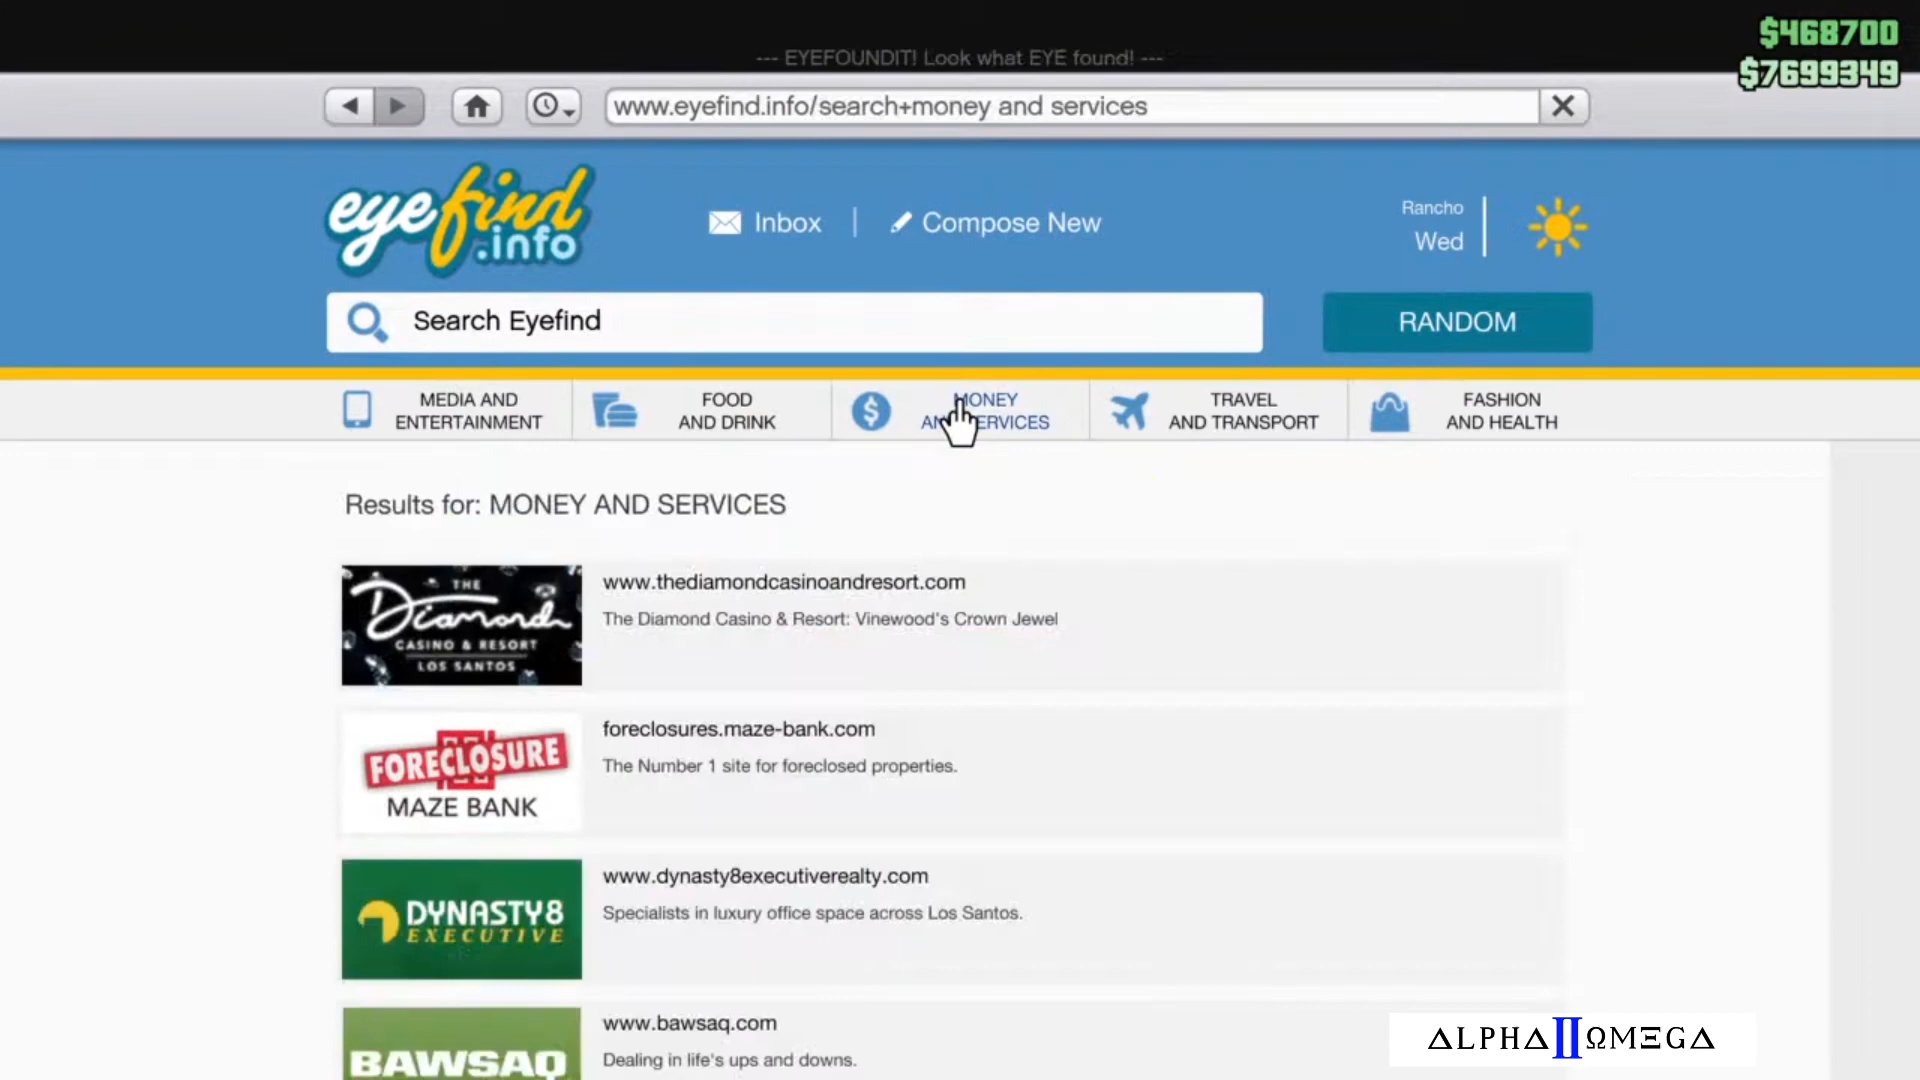 $468700
--- EYEFOUNDIT! Look what EYE found! ---
$7699349
www.eyefind.info/search+money and services
eyefind
.info
Inbox
Compose New
Rancho
Wed
Search Eyefind
RANDOM
MEDIA AND
ENTERTAINMENT
FOOD
AND DRINK
MONEY
AND SERVICES
TRAVEL
AND TRANSPORT
FASHION
AND HEALTH
Results for: MONEY AND SERVICES
THE
Diamond
CASINO & RESORT
LOS SANTOS
www.thediamondcasinoandresort.com
The Diamond Casino & Resort: Vinewood's Crown Jewel
FORECLOSURE
MAZE BANK
foreclosures.maze-bank.com
The Number 1 site for foreclosed properties.
DYNASTY8
EXECUTIVE
www.dynasty8executiverealty.com
Specialists in luxury office space across Los Santos.
BAWSAQ
www.bawsaq.com
Dealing in life's ups and downs.
ΔLPHΔ II ΩMΞGΔ